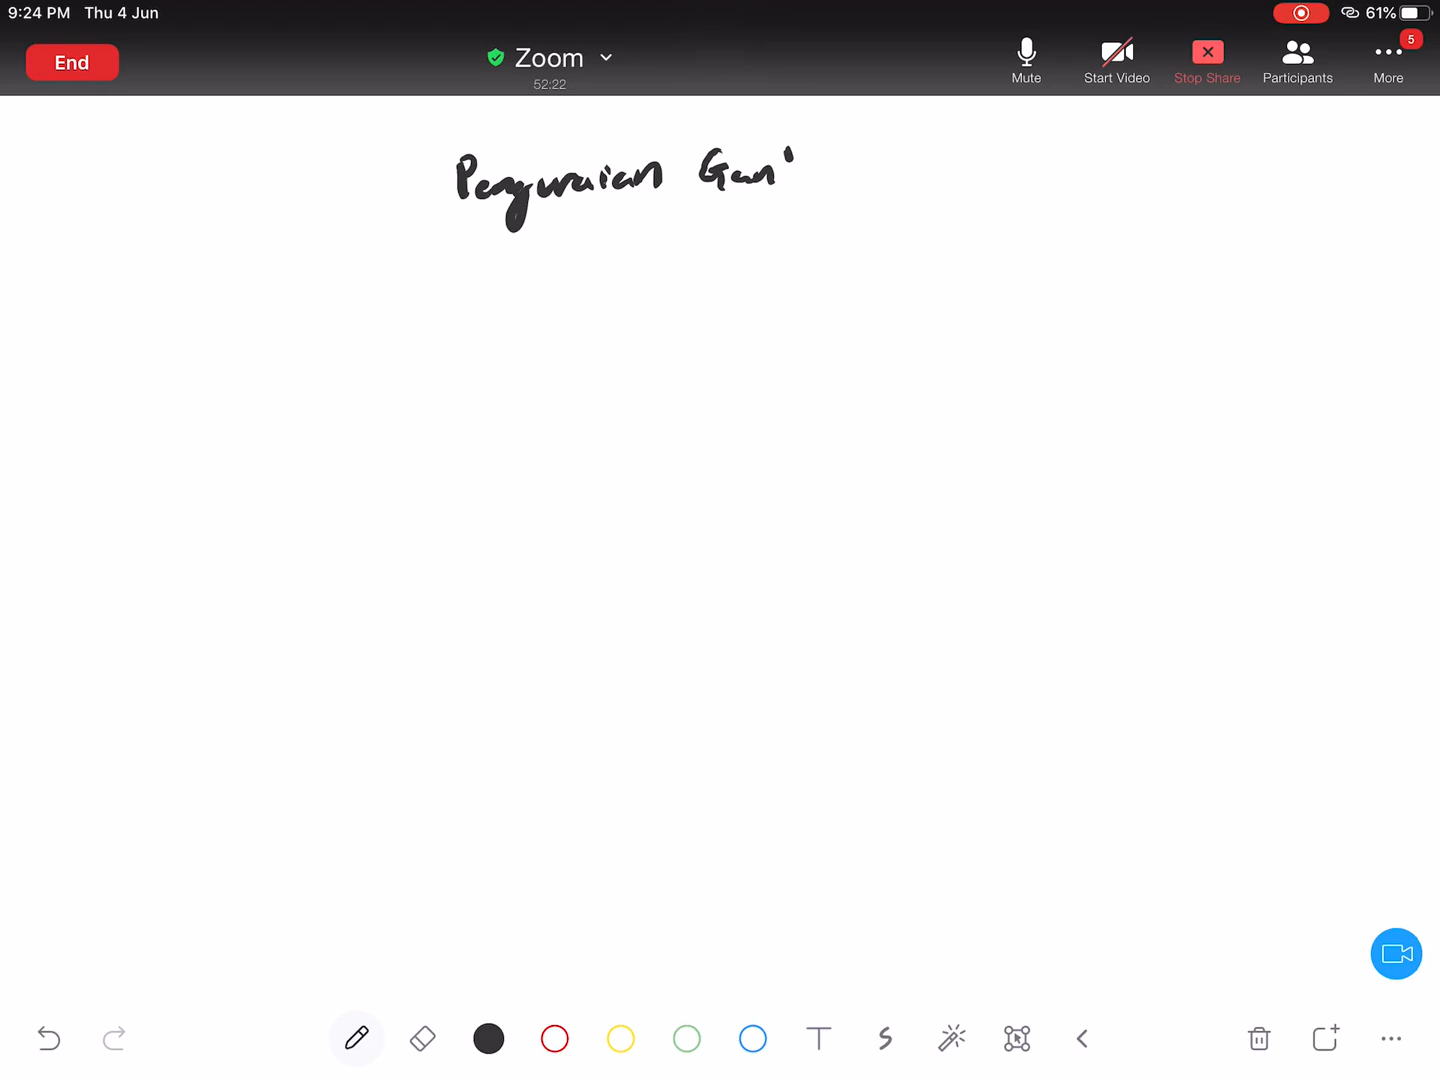 9:24 PM Thu 4 Jun
61%
End
Zoom
52:22
Mute
Start Video
Stop Share
Participants
5
More
Penguraian Gan
T